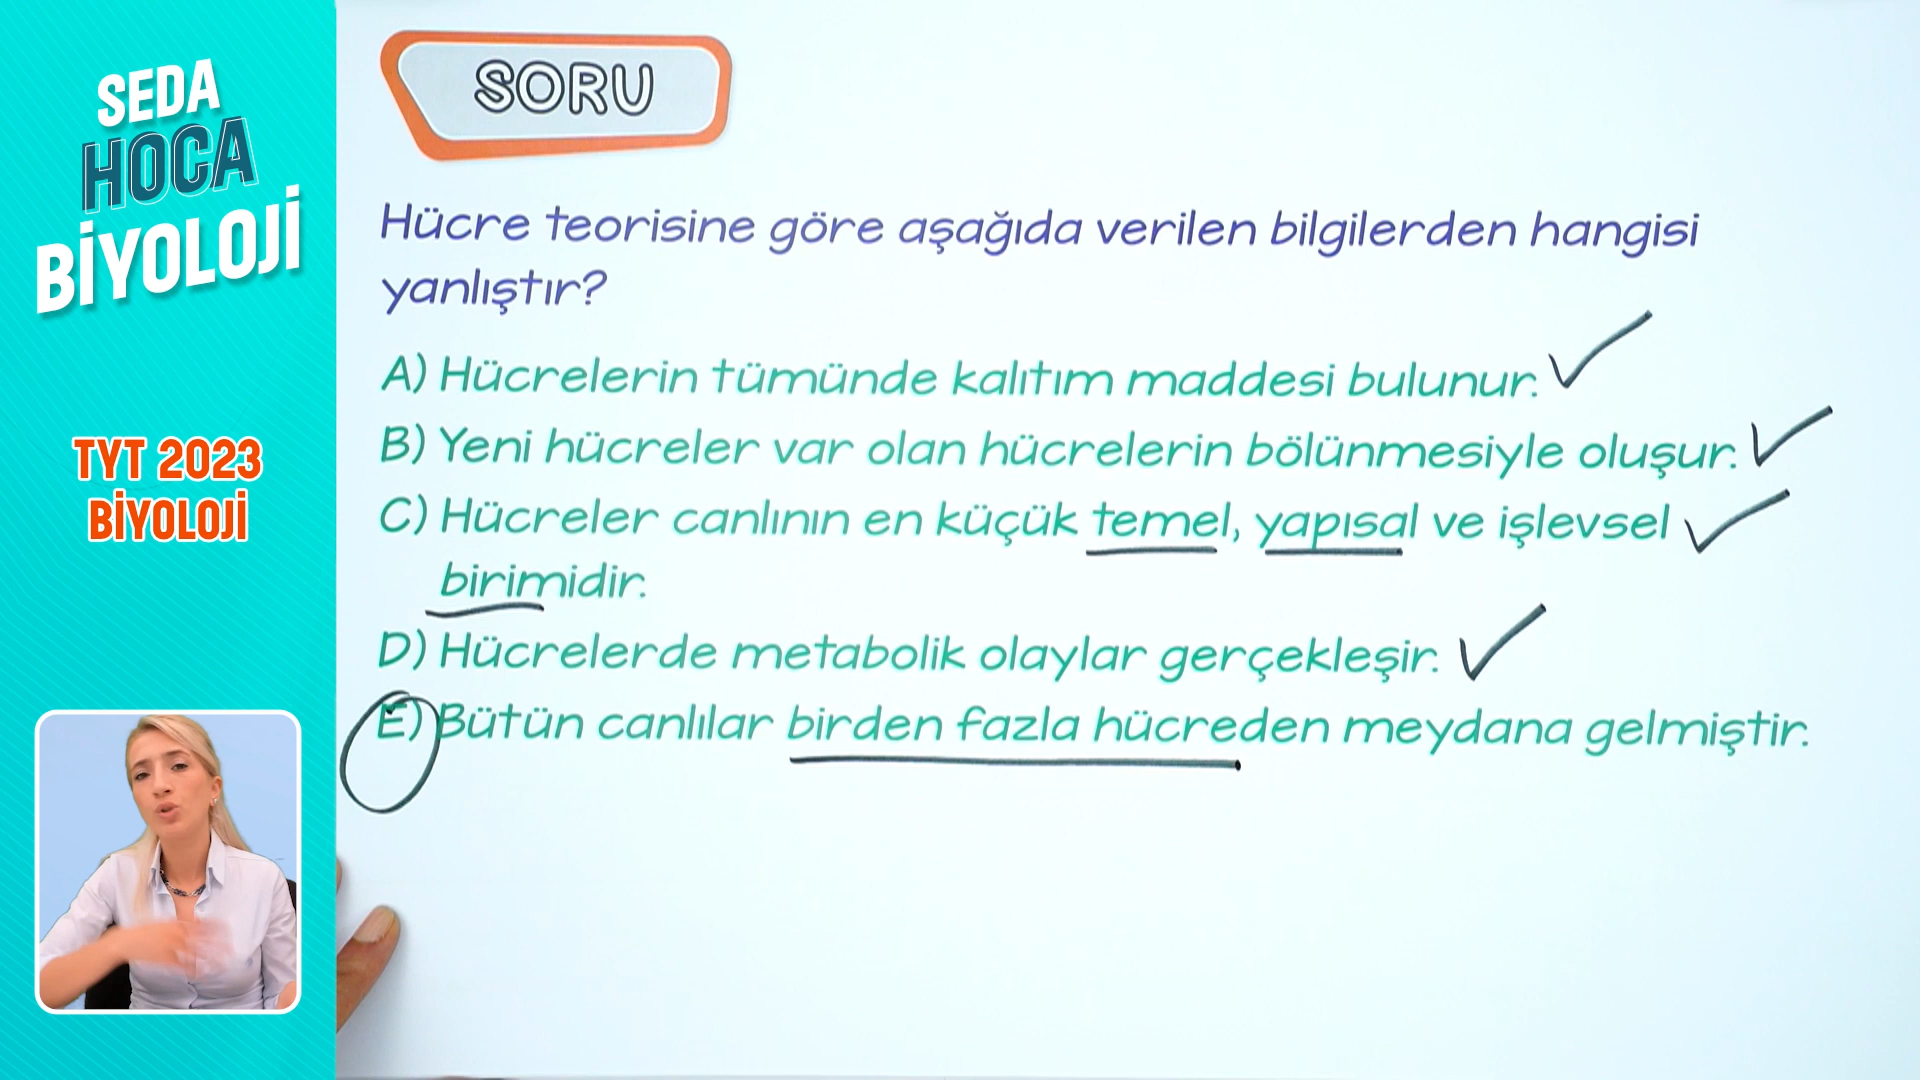 SEDA
HOCA
BİYOLOJİ
TYT 2023
BİYOLOJİ
SORU
Hücre teorisine göre aşağıda verilen bilgilerden hangisi
yanlıştır?
A) Hücrelerin tümünde kalıtım maddesi bulunur.
B) Yeni hücreler var olan hücrelerin bölünmesiyle oluşur.
C) Hücreler canlının en küçük temel, yapısal ve işlevsel
birimidir.
D) Hücrelerde metabolik olaylar gerçekleşir.
E) Bütün canlılar birden fazla hücreden meydana gelmiştir.